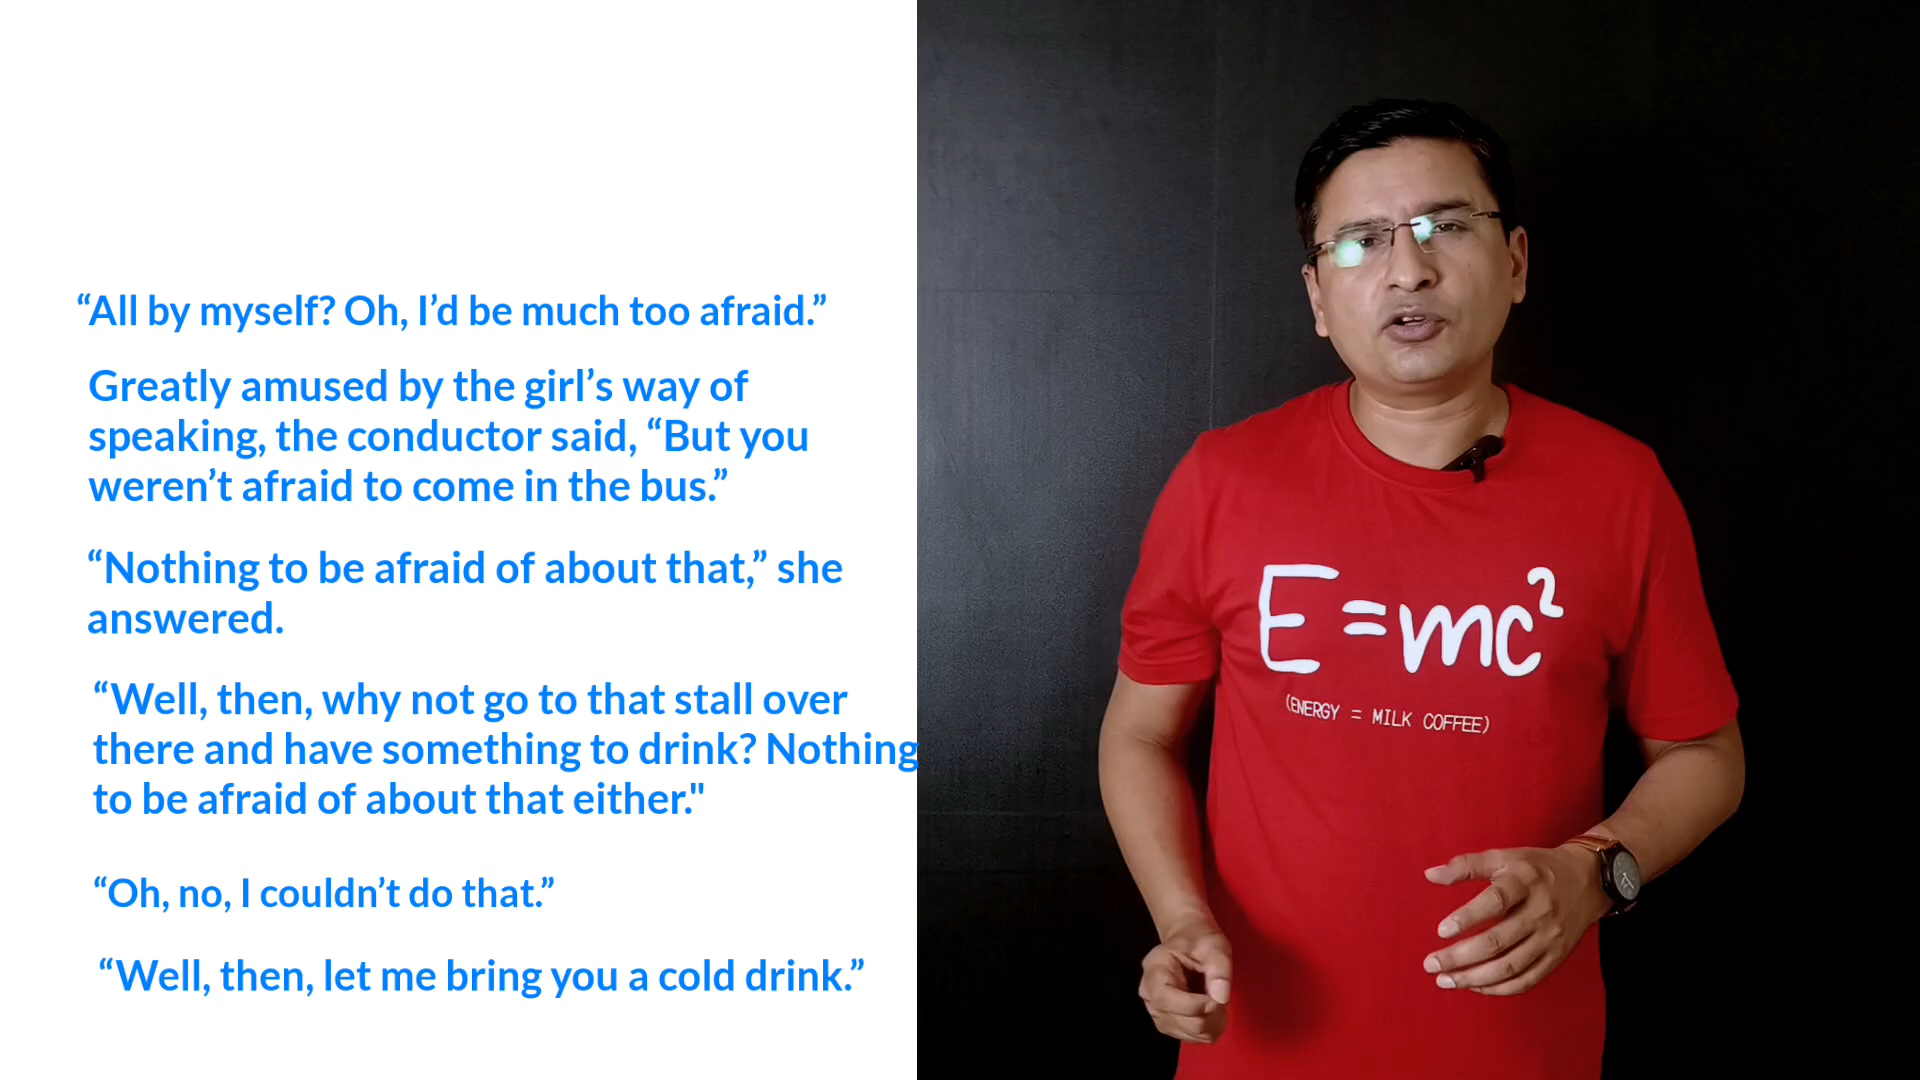 “All by myself? Oh, I’d be much too afraid.”
Greatly amused by the girl’s way of
speaking, the conductor said, “But you
weren’t afraid to come in the bus.”
“Nothing to be afraid of about that,” she
answered.
“Well, then, why not go to that stall over
there and have something to drink? Nothing
to be afraid of about that either."
“Oh, no, I couldn’t do that.”
“Well, then, let me bring you a cold drink.”
E=mc²
(ENERGY = MILK COFFEE)